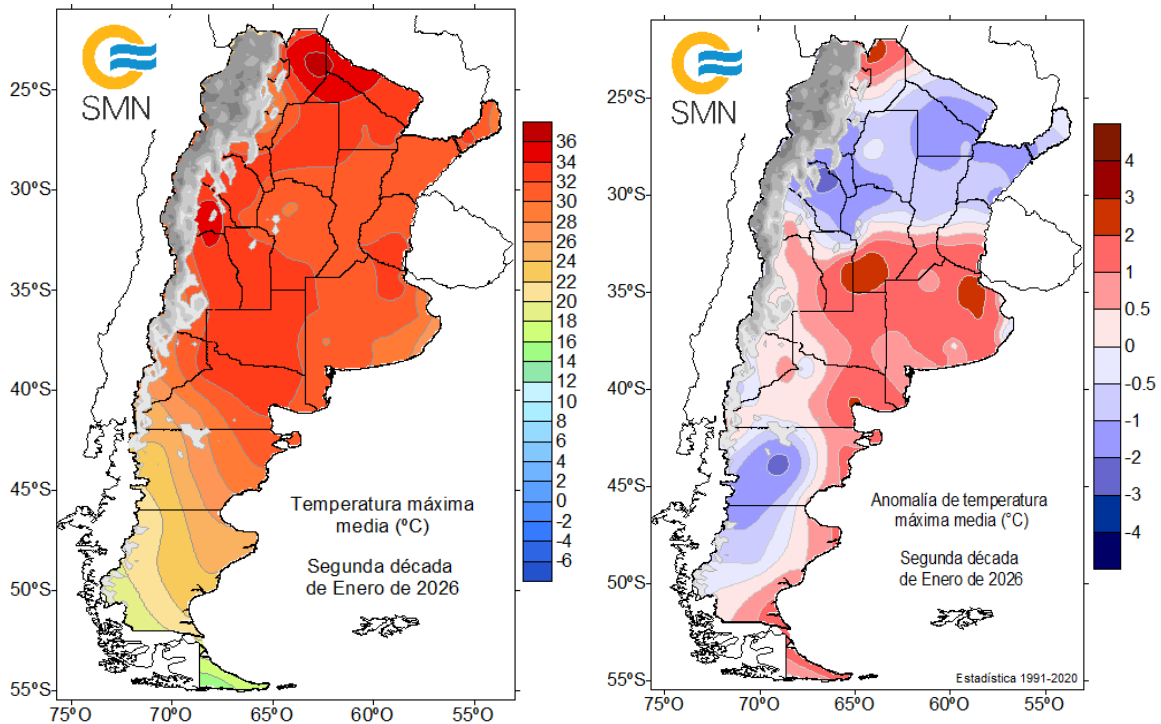 SMN
25ºS
30ºS
35ºS
40ºS
45ºS
50ºS
55ºS
75ºO 70ºO 65ºO 60ºO 55ºO
36
34
32
30
28
26
24
22
20
18
16
14
12
10
8
6
4
2
0
-2
-4
-6
Temperatura máxima
media (ºC)
Segunda década
de Enero de 2026
SMN
25ºS
30ºS
35ºS
40ºS
45ºS
50ºS
55ºS
75ºO 70ºO 65ºO 60ºO 55ºO
4
3
2
1
0.5
0
-0.5
-1
-2
-3
-4
Anomalía de temperatura
máxima media (°C)
Segunda década
de Enero de 2026
Estadística 1991-2020